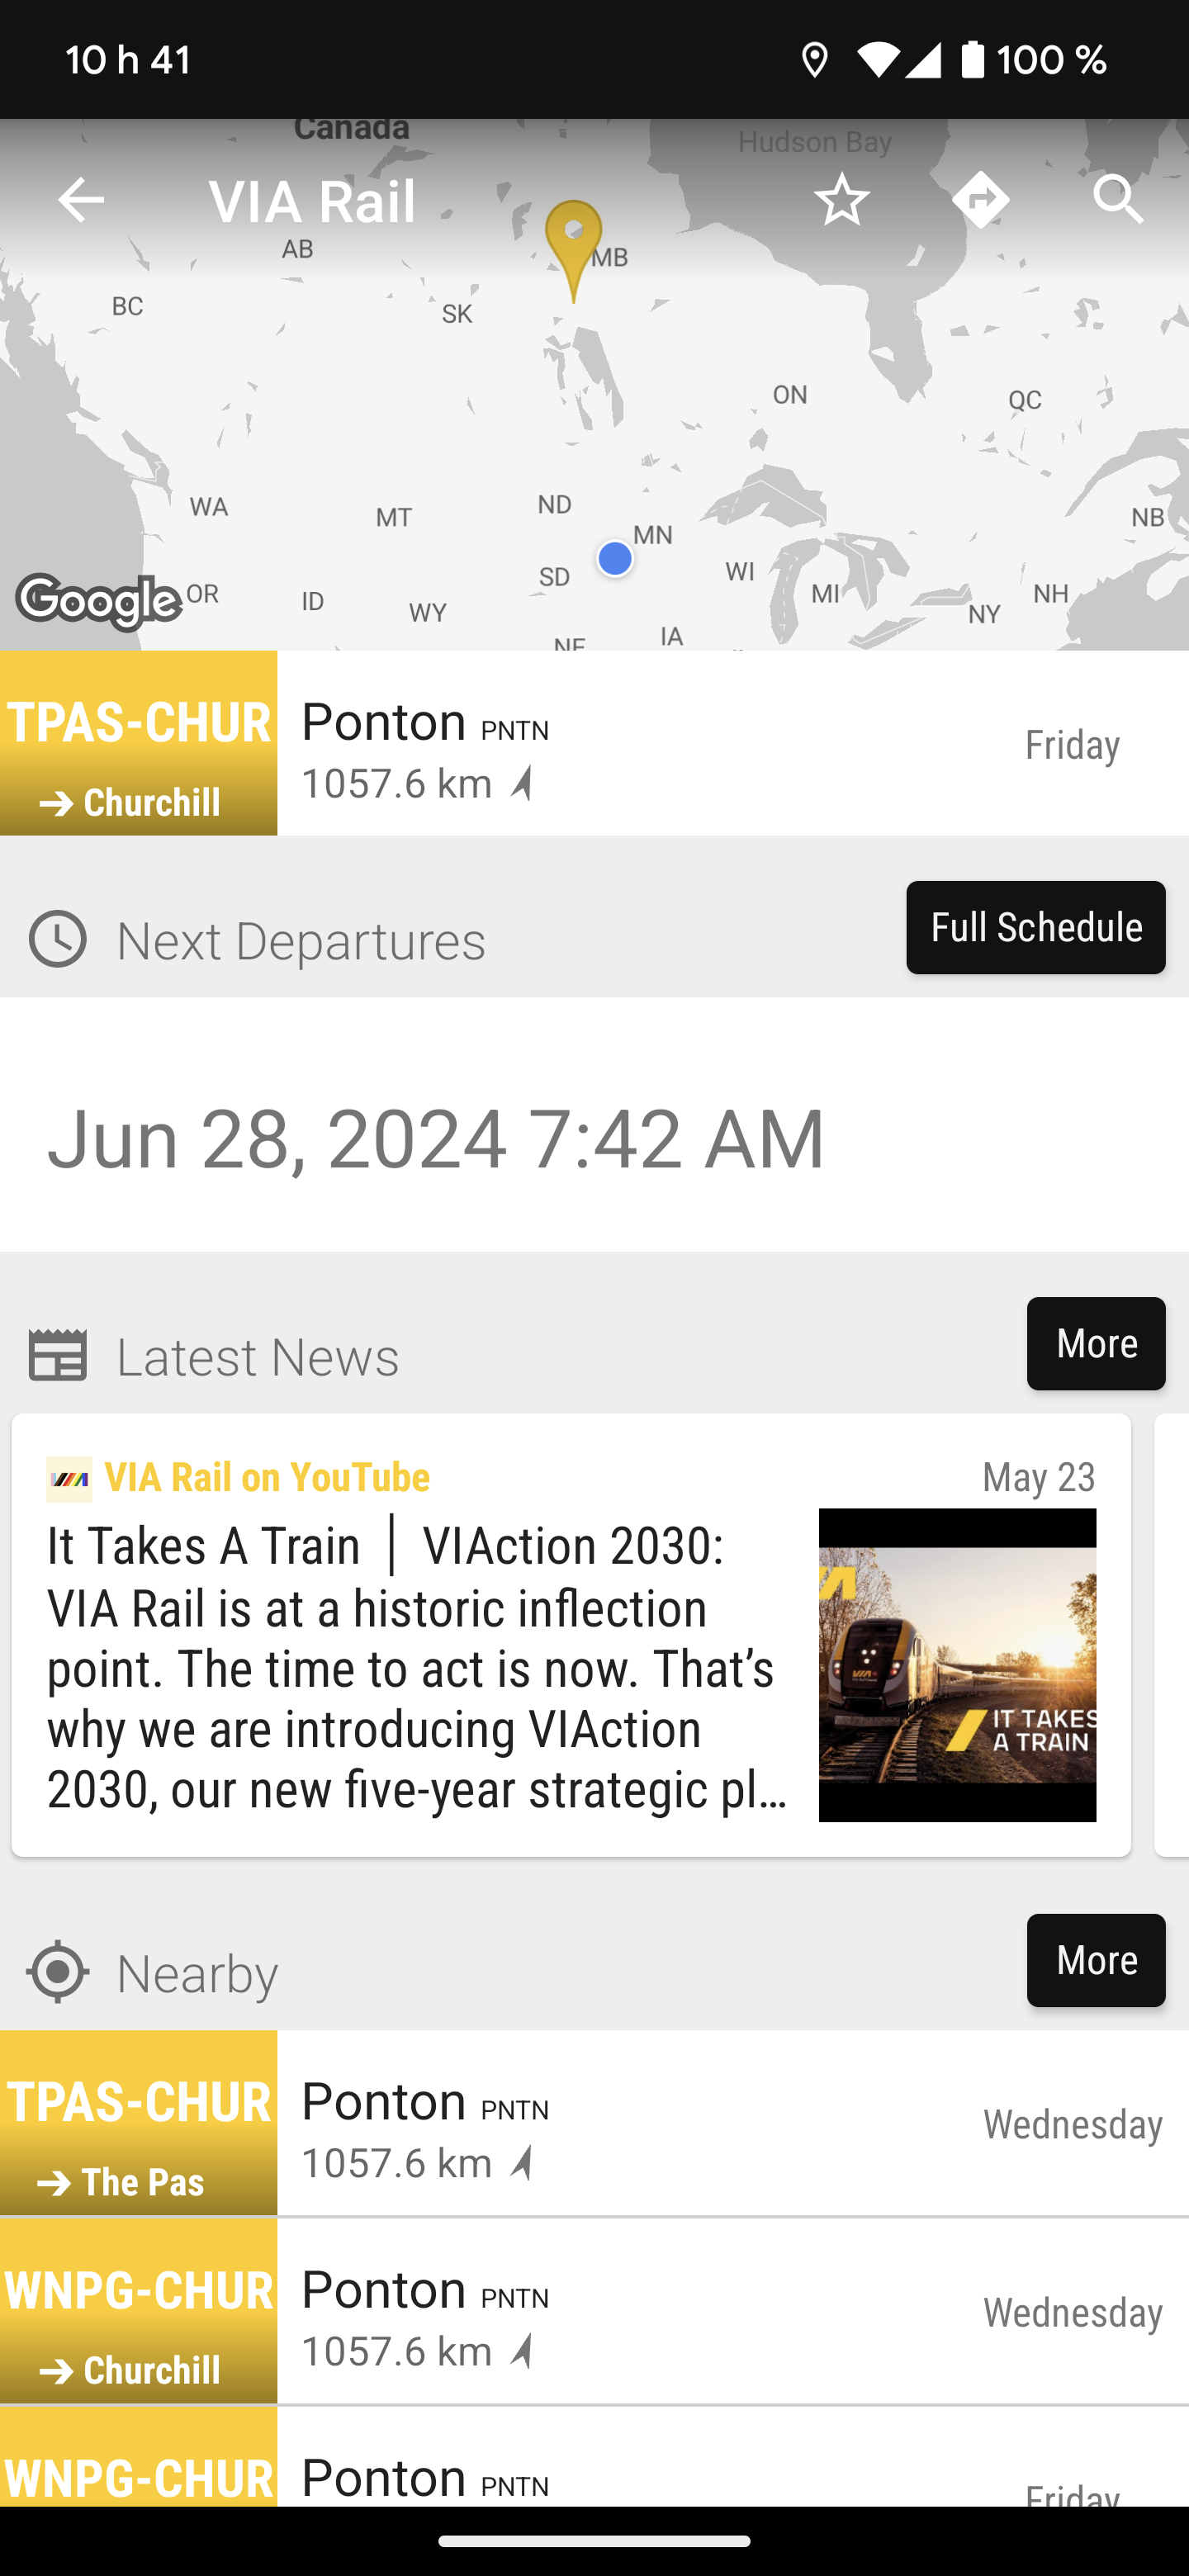 10 h 41
100 %
Canada
Hudson Bay
VIA Rail
AB
MB
BC
SK
ON
QC
WA
MT
ND
MN
NB
SD
WI
OR
ID
WY
MI
NY
NH
IA
NE
Google
TPAS-CHUR
→ Churchill
Ponton PNTN
1057.6 km
Friday
Next Departures
Full Schedule
Jun 28, 2024 7:42 AM
Latest News
More
VIA Rail on YouTube
May 23
It Takes A Train │ VIAction 2030:
VIA Rail is at a historic inflection
point. The time to act is now. That’s
why we are introducing VIAction
2030, our new five-year strategic pl…
VIA
IT TAKES
A TRAIN
Nearby
More
TPAS-CHUR
→ The Pas
Ponton PNTN
1057.6 km
Wednesday
WNPG-CHUR
→ Churchill
Ponton PNTN
1057.6 km
Wednesday
WNPG-CHUR
Ponton PNTN
Friday